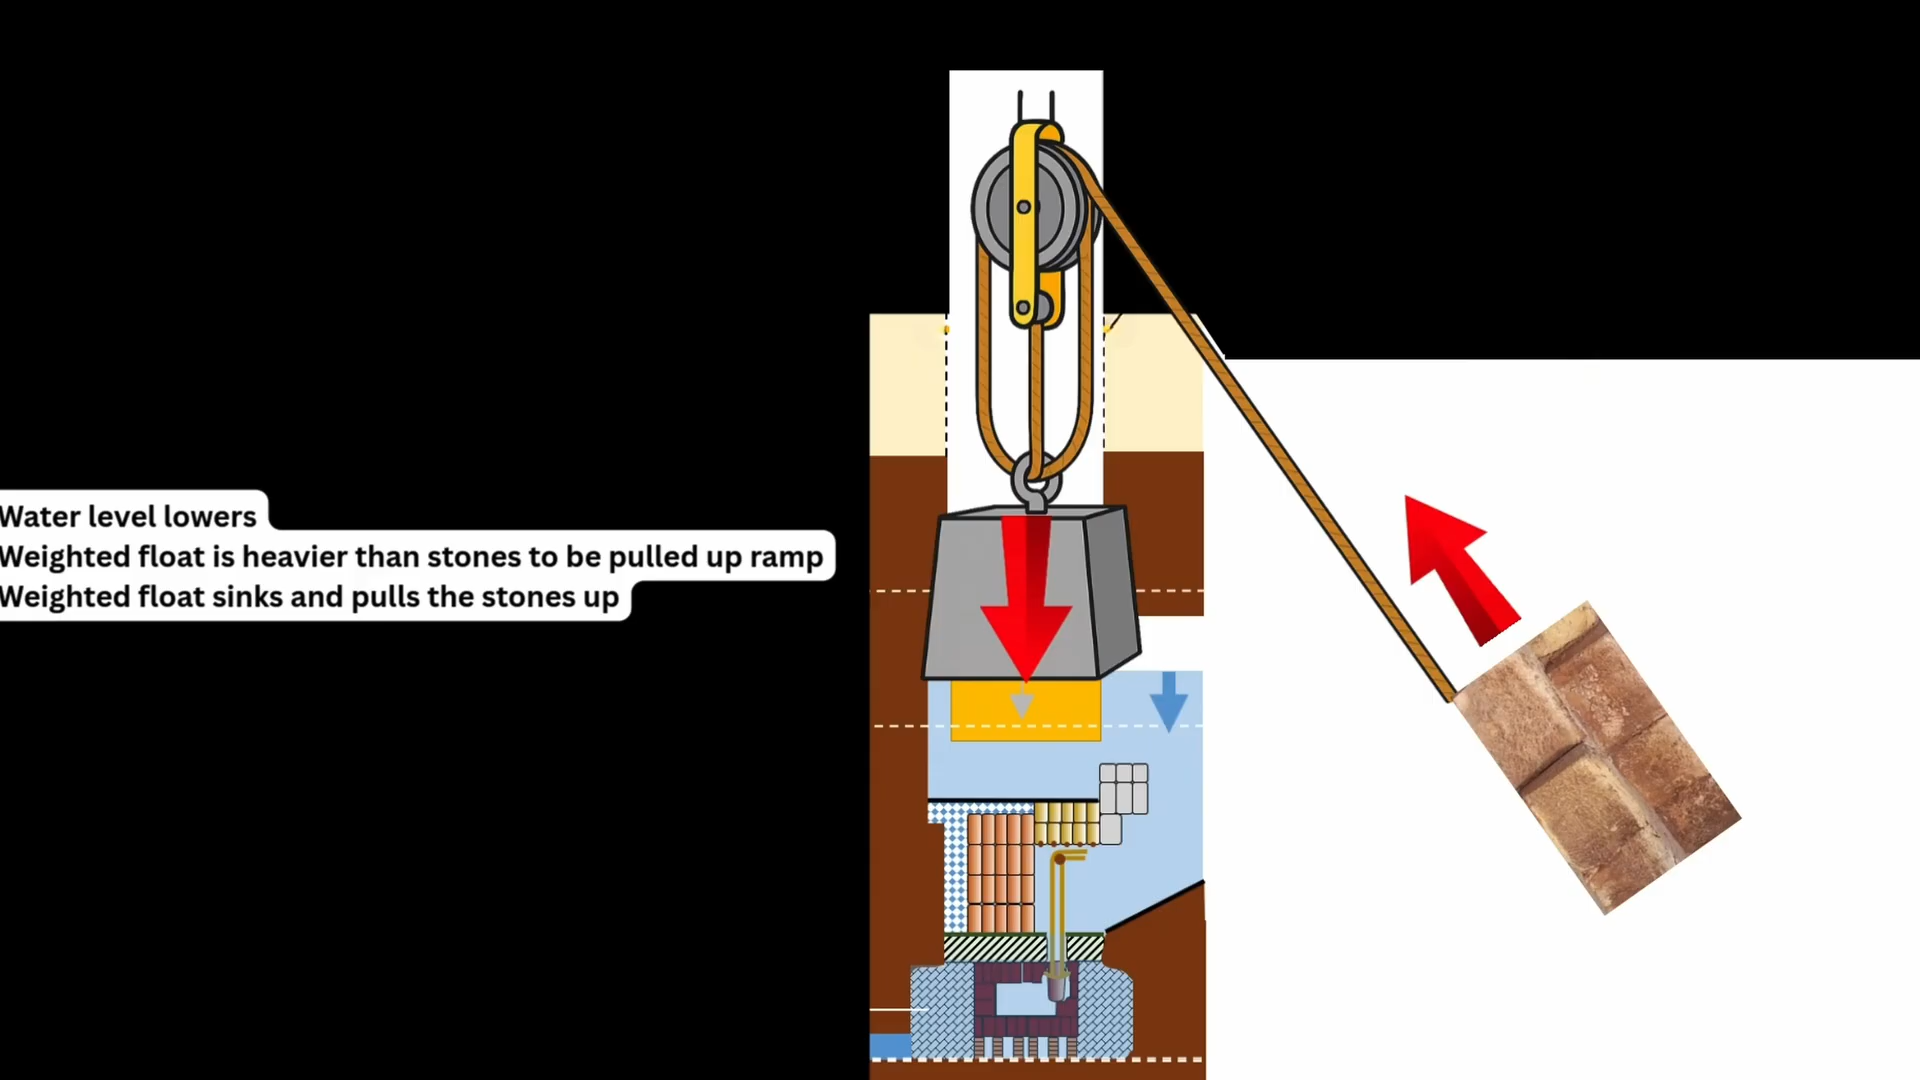 Water level lowers
Weighted float is heavier than stones to be pulled up ramp
Weighted float sinks and pulls the stones up